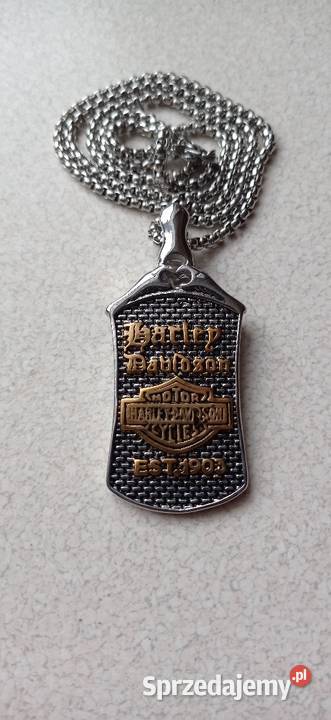 Harley
Davidson
MOTOR
HARLEY-DAVIDSON
CYCLES
EST.1903
Sprzedajemy.pl